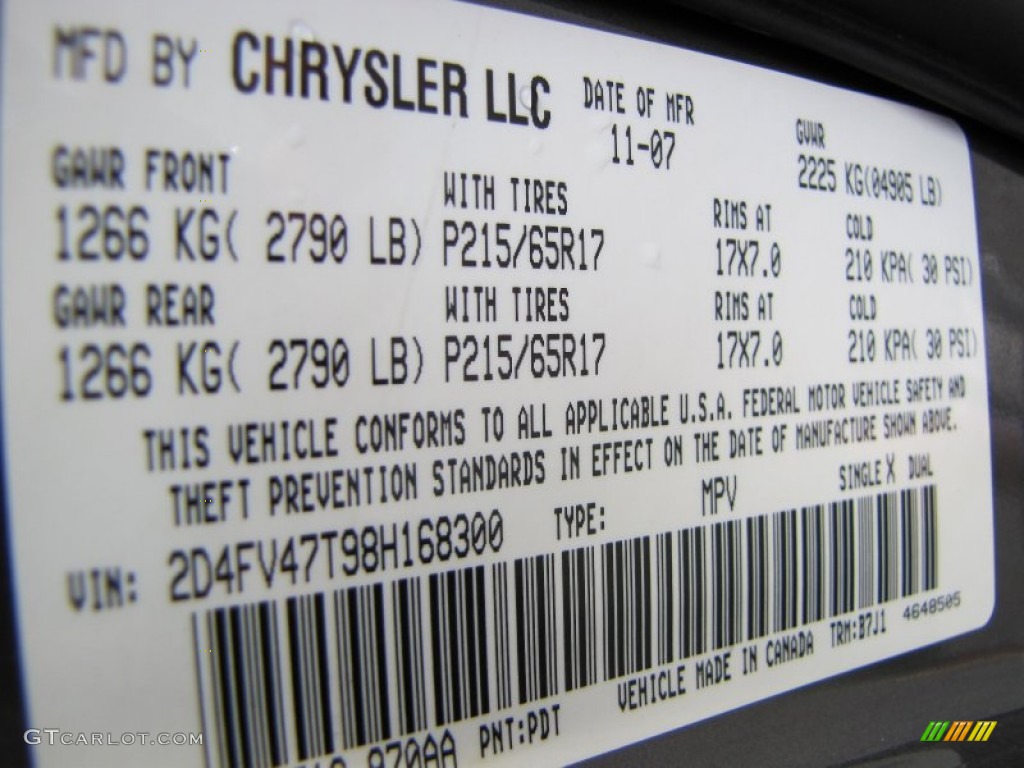 MFD BY CHRYSLER LLC DATE OF MFR GVWR
11-07 2225 KG(04905 LB)
GAWR FRONT WITH TIRES RIMS AT COLD
1266 KG( 2790 LB) P215/65R17 17X7.0 210 KPA( 30 PSI)
GAWR REAR WITH TIRES RIMS AT COLD
1266 KG( 2790 LB) P215/65R17 17X7.0 210 KPA( 30 PSI)
THIS VEHICLE CONFORMS TO ALL APPLICABLE U.S.A. FEDERAL MOTOR VEHICLE SAFETY AND
THEFT PREVENTION STANDARDS IN EFFECT ON THE DATE OF MANUFACTURE SHOWN ABOVE.
VIN: 2D4FV47T98H168300 TYPE: MPV SINGLE X DUAL
VEHICLE MADE IN CANADA TRM:B7J1 4648505
870AA PNT:PDT
GTCARLOT.COM